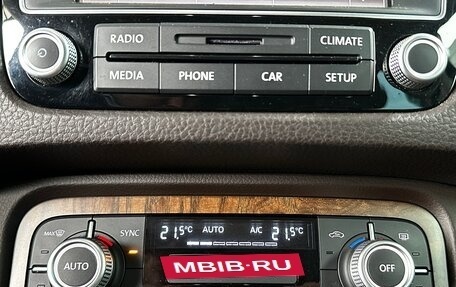 RADIO CLIMATE
MEDIA PHONE CAR SETUP
MAX SYNC 21,5°C AUTO A/C 21,5°C
AUTO OFF
MBIB-RU